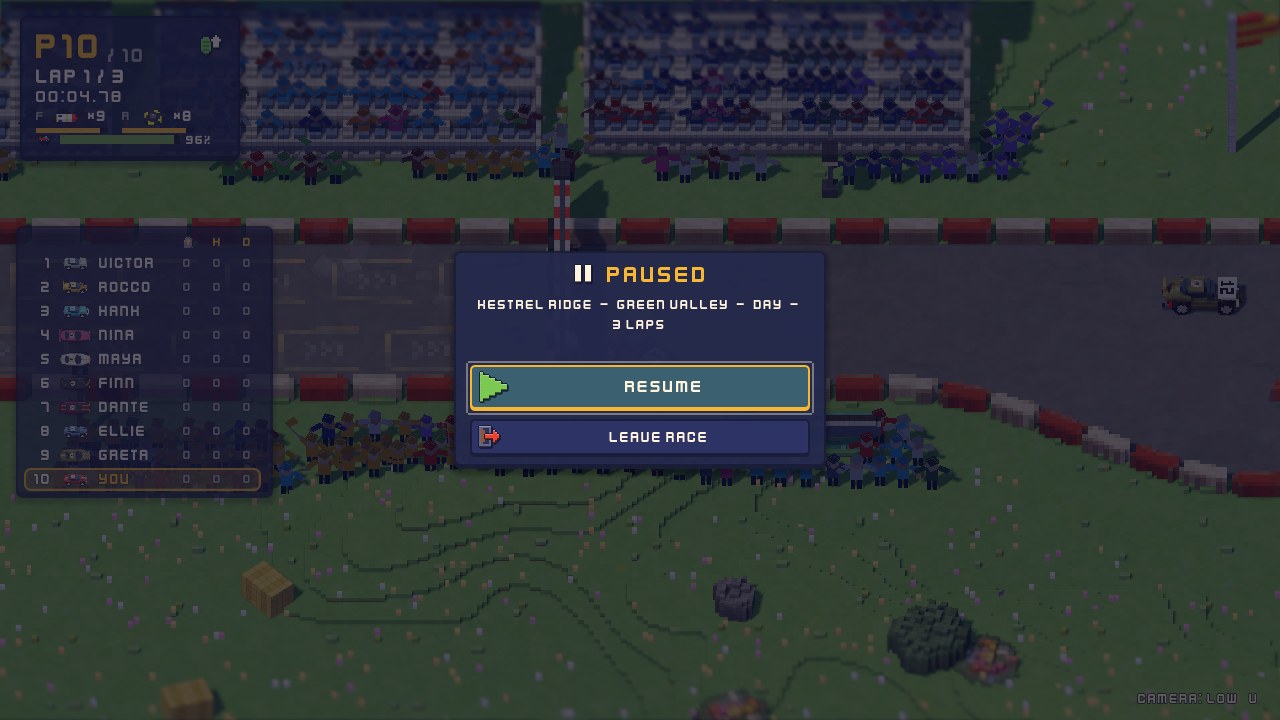 P10 / 10
LAP 1 / 3
00:04.78
F ×9 R ×8
96%
H D
1 VICTOR 0 0 0
2 ROCCO 0 0 0
3 HANK 0 0 0
4 NINA 0 0 0
5 MAYA 0 0 0
6 FINN 0 0 0
7 DANTE 0 0 0
8 ELLIE 0 0 0
9 GRETA 0 0 0
10 YOU 0 0 0
PAUSED
KESTREL RIDGE - GREEN VALLEY - DAY -
3 LAPS
RESUME
LEAVE RACE
CAMERA: LOW V